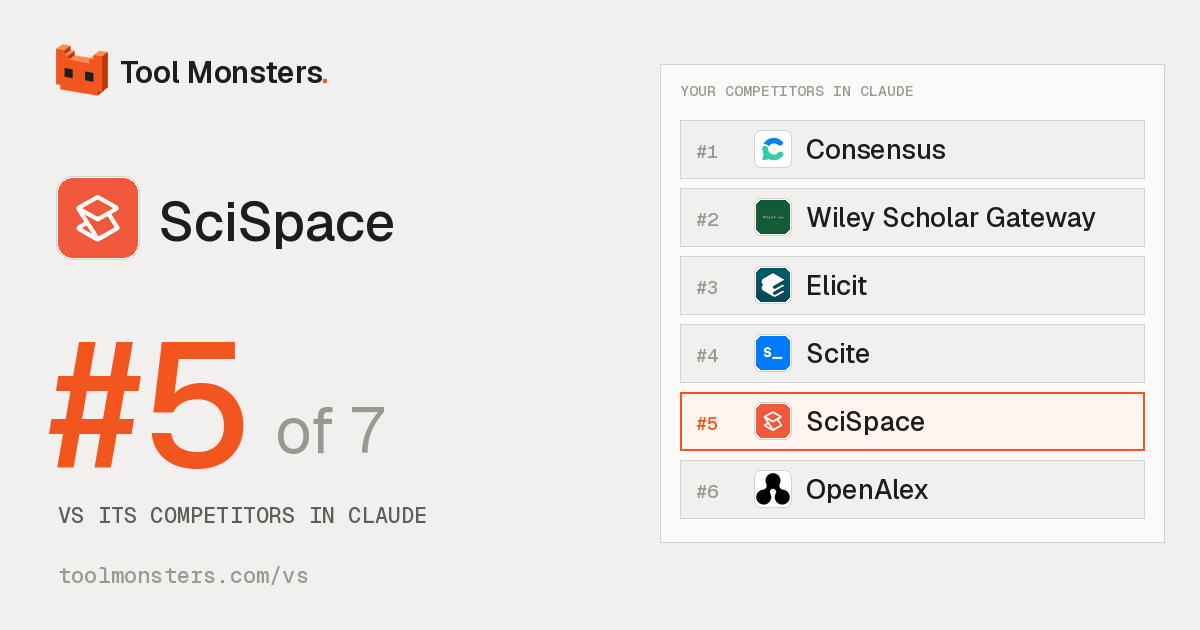 Tool Monsters.
SciSpace
#5 of 7
VS ITS COMPETITORS IN CLAUDE
toolmonsters.com/vs
YOUR COMPETITORS IN CLAUDE
#1 Consensus
#2 Wiley Scholar Gateway
#3 Elicit
#4 s_ Scite
#5 SciSpace
#6 OpenAlex